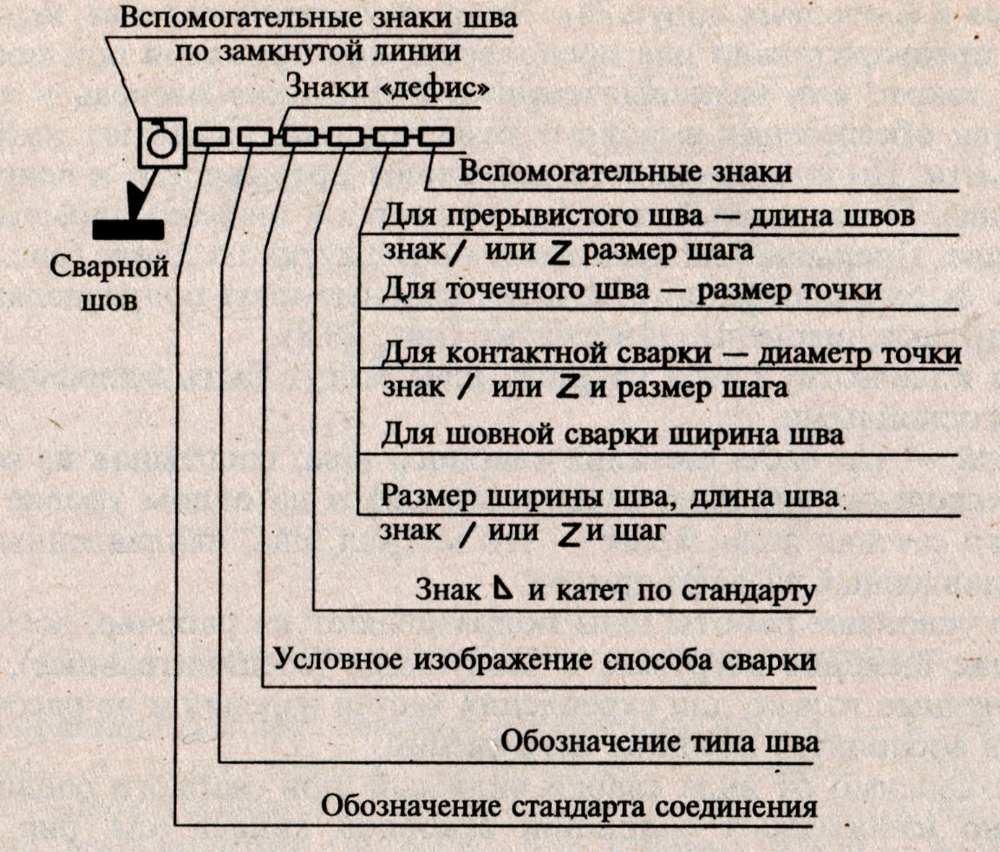 Вспомогательные знаки шва
по замкнутой линии
Знаки «дефис»
Вспомогательные знаки
Для прерывистого шва — длина швов
знак / или Z размер шага
Для точечного шва — размер точки
Сварной
шов
Для контактной сварки — диаметр точки
знак / или Z и размер шага
Для шовной сварки ширина шва
Размер ширины шва, длина шва
знак / или Z и шаг
Знак ⊿ и катет по стандарту
Условное изображение способа сварки
Обозначение типа шва
Обозначение стандарта соединения